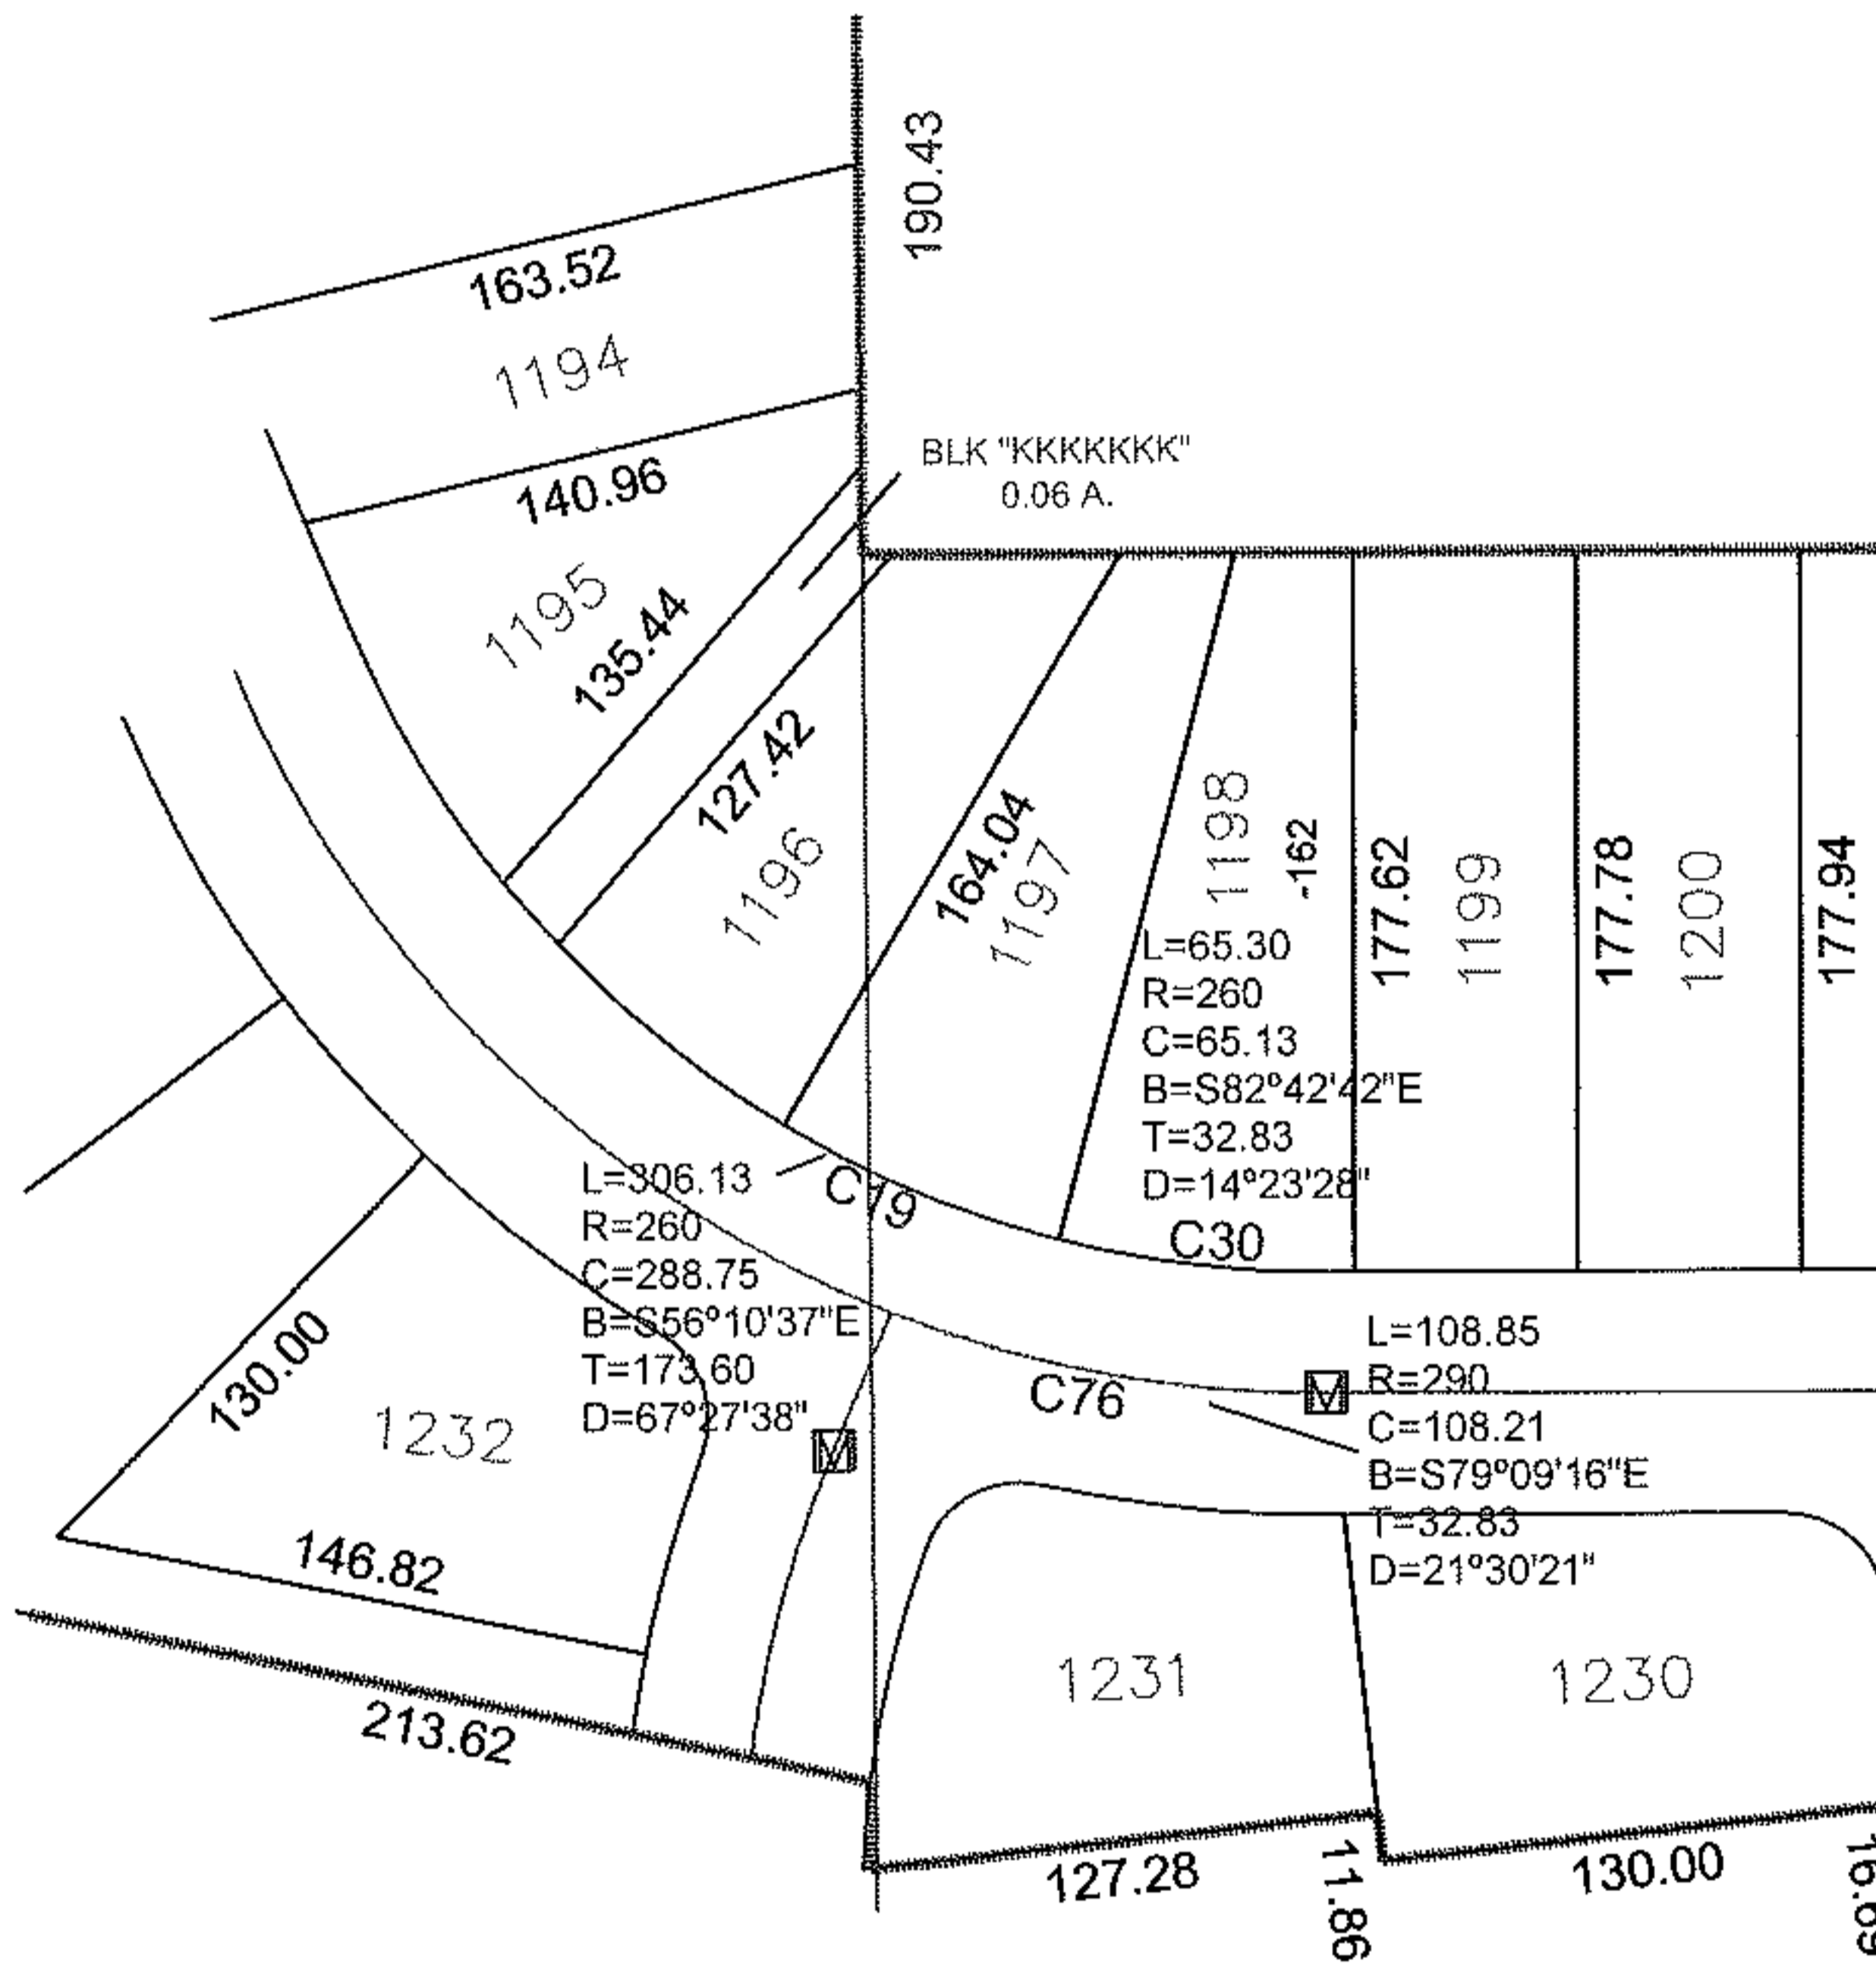 190.43
163.52
1194
BLK "KKKKKKK"
0.06 A.
140.96
1195
135.44
127.42
1196
164.04
1197
1198
-162
177.62
1199
177.78
1200
177.94
L=65.30
R=260
C=65.13
B=S82°42'42"E
T=32.83
D=14°23'28"
C30
L=306.13
R=260
C=288.75
B=S56°10'37"E
T=173.60
D=67°27'38"
C19
C76
L=108.85
R=290
C=108.21
B=S79°09'16"E
T=32.83
D=21°30'21"
130.00
1232
146.82
213.62
1231
1230
127.28
11.86
130.00